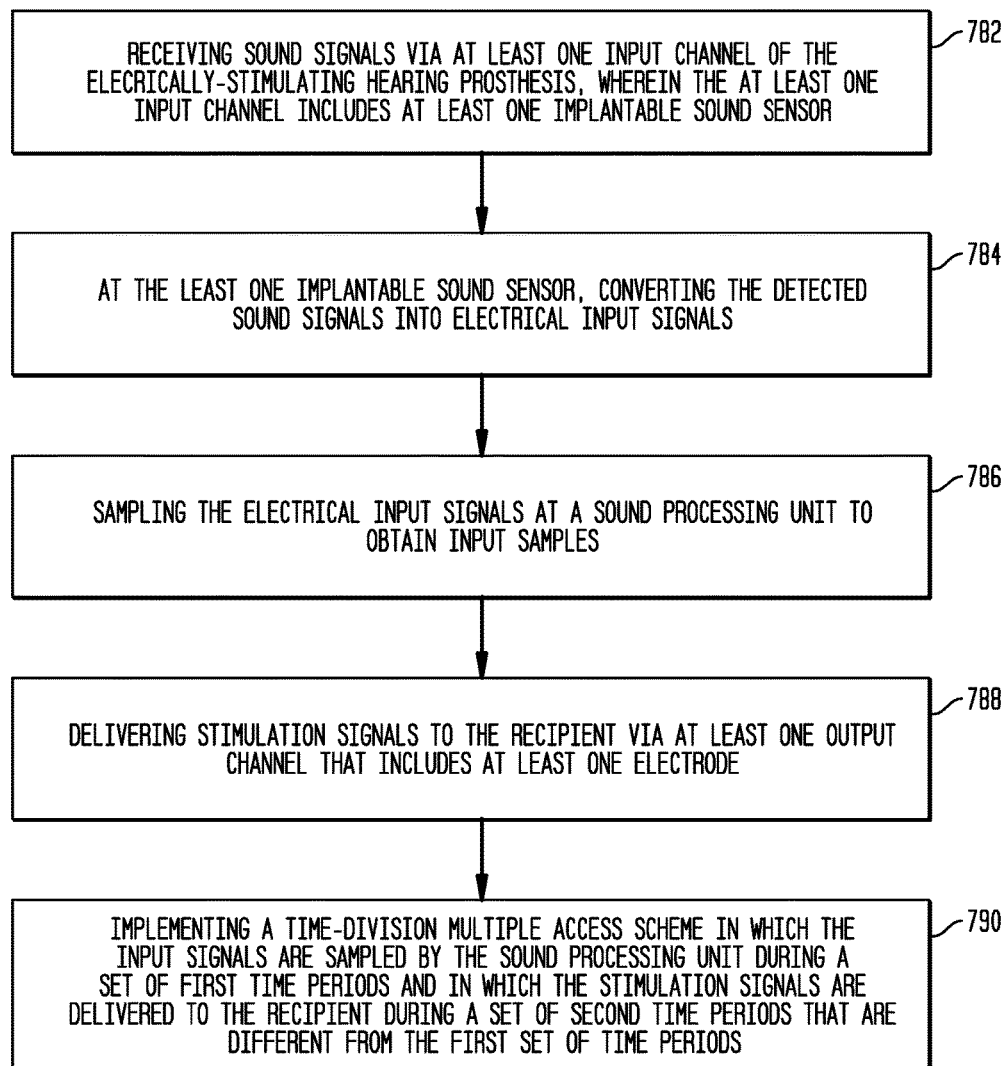 RECEIVING SOUND SIGNALS VIA AT LEAST ONE INPUT CHANNEL OF THE
ELECRICALLY-STIMULATING HEARING PROSTHESIS, WHEREIN THE AT LEAST ONE
INPUT CHANNEL INCLUDES AT LEAST ONE IMPLANTABLE SOUND SENSOR
782
AT THE LEAST ONE IMPLANTABLE SOUND SENSOR, CONVERTING THE DETECTED
SOUND SIGNALS INTO ELECTRICAL INPUT SIGNALS
784
SAMPLING THE ELECTRICAL INPUT SIGNALS AT A SOUND PROCESSING UNIT TO
OBTAIN INPUT SAMPLES
786
DELIVERING STIMULATION SIGNALS TO THE RECIPIENT VIA AT LEAST ONE OUTPUT
CHANNEL THAT INCLUDES AT LEAST ONE ELECTRODE
788
IMPLEMENTING A TIME-DIVISION MULTIPLE ACCESS SCHEME IN WHICH THE
INPUT SIGNALS ARE SAMPLED BY THE SOUND PROCESSING UNIT DURING A
SET OF FIRST TIME PERIODS AND IN WHICH THE STIMULATION SIGNALS ARE
DELIVERED TO THE RECIPIENT DURING A SET OF SECOND TIME PERIODS THAT ARE
DIFFERENT FROM THE FIRST SET OF TIME PERIODS
790